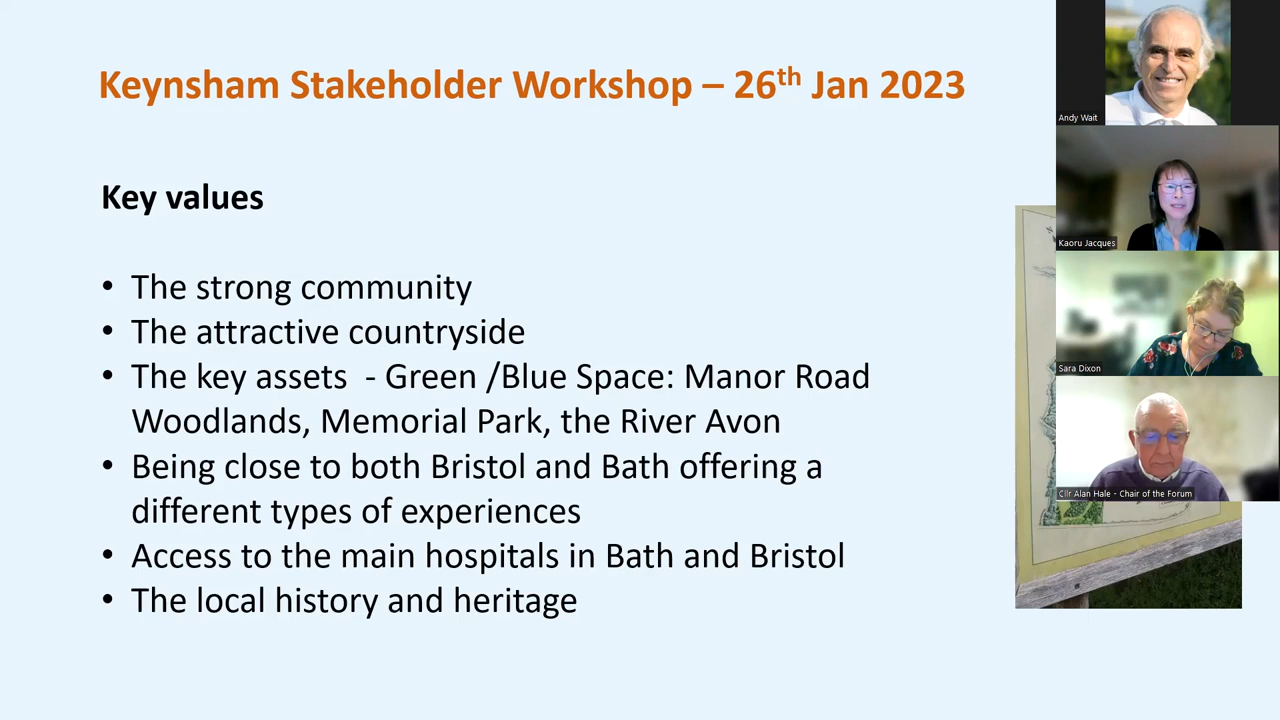 Keynsham Stakeholder Workshop – 26th Jan 2023
Key values
• The strong community
• The attractive countryside
• The key assets  - Green /Blue Space: Manor Road
Woodlands, Memorial Park, the River Avon
• Being close to both Bristol and Bath offering a
different types of experiences
• Access to the main hospitals in Bath and Bristol
• The local history and heritage
Andy Wait
Kaoru Jacques
Sara Dixon
Cllr Alan Hale - Chair of the Forum